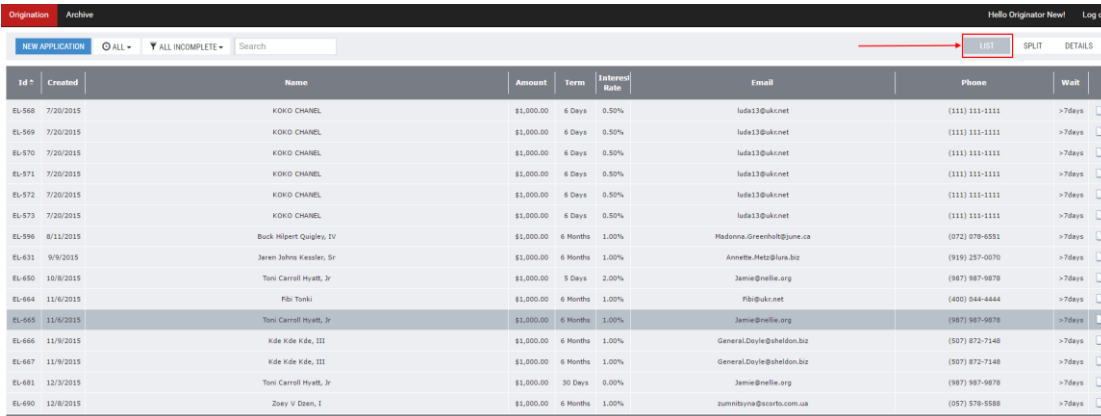 Origination Archive Hello Originator New! Log
NEW APPLICATION ALL ALL INCOMPLETE Search LIST SPLIT DETAILS
Id Created Name Amount Term Interest Rate Email Phone Wait
EL-568 7/20/2015 KOKO CHANEL $1,000.00 6 Days 0.50% luda13@ukr.net (111) 111-1111 >7days
EL-569 7/20/2015 KOKO CHANEL $1,000.00 6 Days 0.50% luda13@ukr.net (111) 111-1111 >7days
EL-570 7/20/2015 KOKO CHANEL $1,000.00 6 Days 0.50% luda13@ukr.net (111) 111-1111 >7days
EL-571 7/20/2015 KOKO CHANEL $1,000.00 6 Days 0.50% luda13@ukr.net (111) 111-1111 >7days
EL-572 7/20/2015 KOKO CHANEL $1,000.00 6 Days 0.50% luda13@ukr.net (111) 111-1111 >7days
EL-573 7/20/2015 KOKO CHANEL $1,000.00 6 Days 0.50% luda13@ukr.net (111) 111-1111 >7days
EL-596 8/11/2015 Buck Hilpert Quigley, IV $1,000.00 6 Months 1.00% Madonna.Greenholt@june.ca (072) 078-6551 >7days
EL-631 9/9/2015 Jaren Johns Kessler, Sr $1,000.00 6 Months 1.00% Annette.Metz@lura.biz (919) 257-0070 >7days
EL-650 10/8/2015 Toni Carroll Hyatt, Jr $1,000.00 5 Days 2.00% Jamie@nellie.org (987) 987-9878 >7days
EL-664 11/6/2015 Fibi Tonki $1,000.00 6 Months 1.00% Fibi@ukr.net (400) 044-4444 >7days
EL-665 11/6/2015 Toni Carroll Hyatt, Jr $1,000.00 6 Months 1.00% Jamie@nellie.org (987) 987-9878 >7days
EL-666 11/9/2015 Kde Kde Kde, III $1,000.00 6 Months 1.00% General.Doyle@sheldon.biz (507) 872-7148 >7days
EL-667 11/9/2015 Kde Kde Kde, III $1,000.00 6 Months 1.00% General.Doyle@sheldon.biz (507) 872-7148 >7days
EL-681 12/3/2015 Toni Carroll Hyatt, Jr $1,000.00 30 Days 0.00% Jamie@nellie.org (987) 987-9878 >7days
EL-690 12/8/2015 Zoey V Dzen, I $1,000.00 6 Months 1.00% zumnitsyna@scorto.com.ua (057) 578-5588 >7days